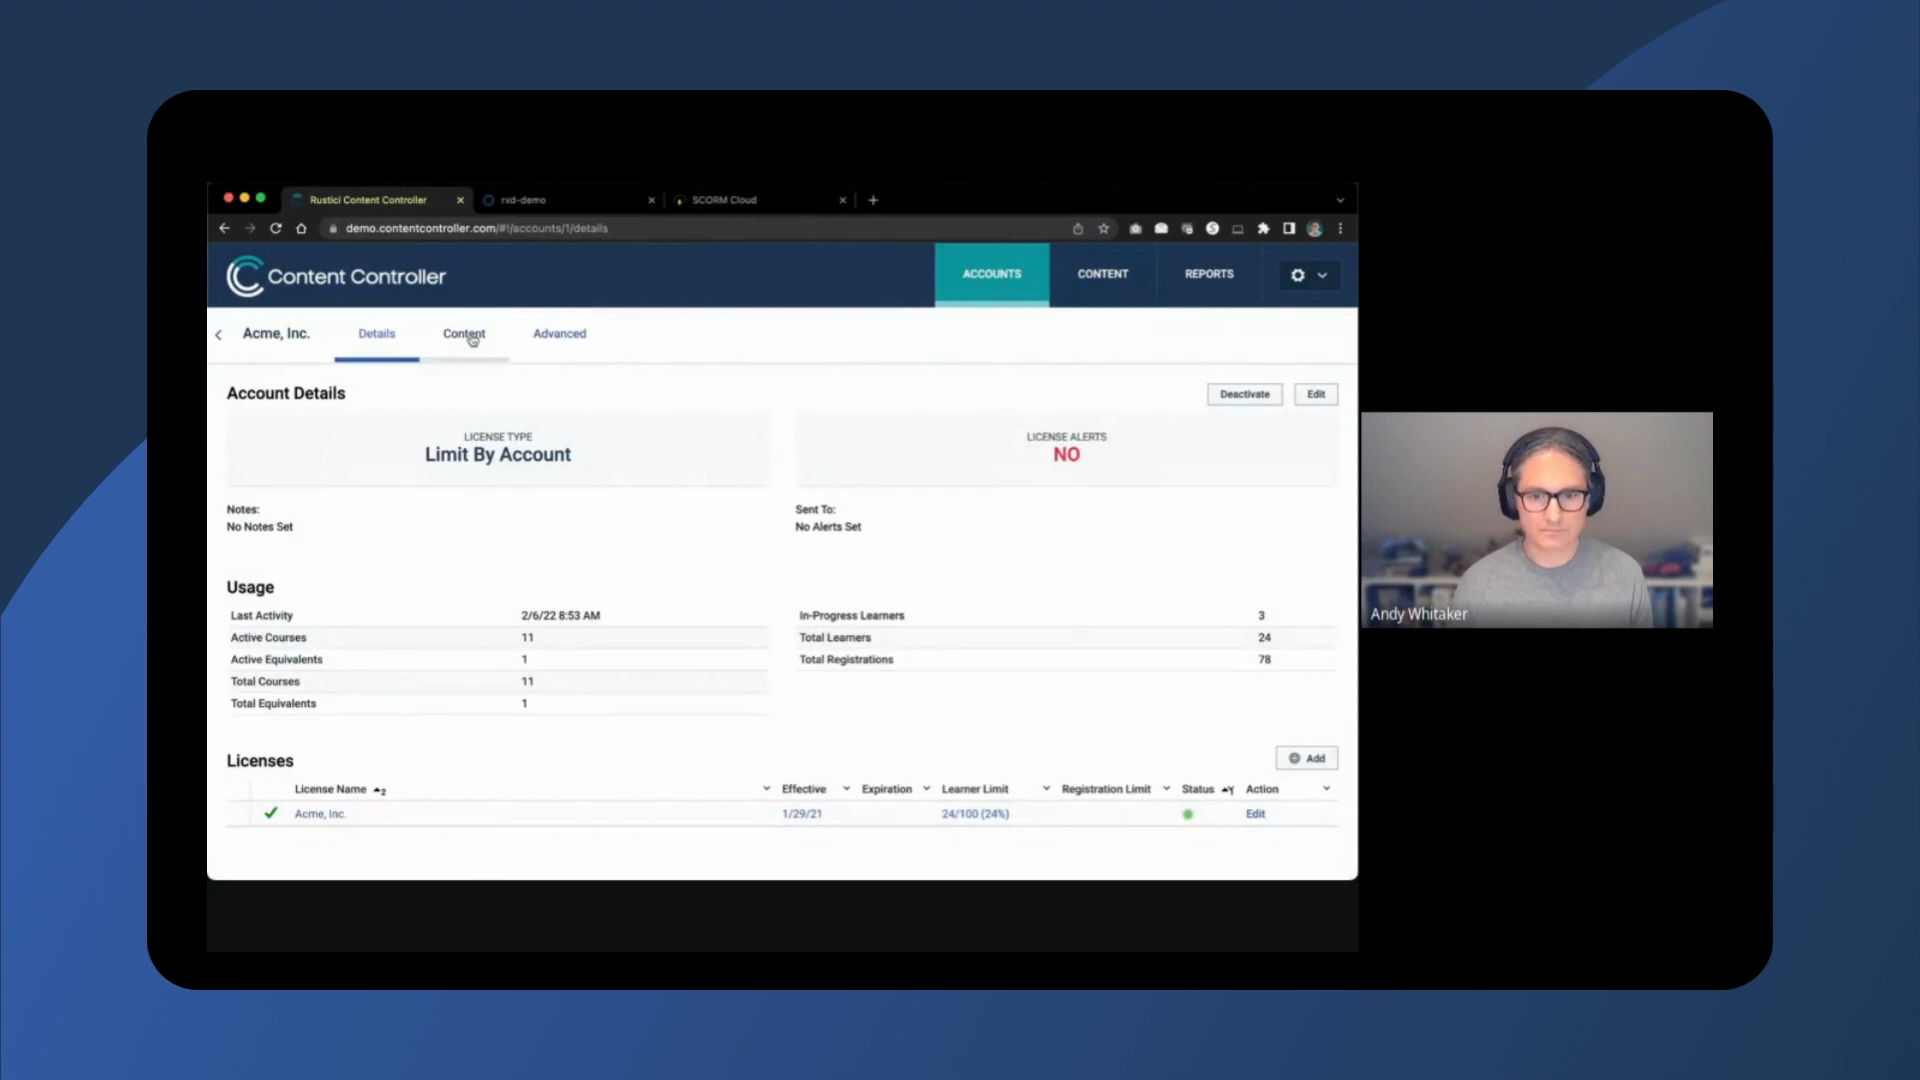 Rustici Content Controller
rxd-demo
SCORM Cloud
demo.contentcontroller.com/#!/accounts/1/details
Content Controller
ACCOUNTS
CONTENT
REPORTS
Acme, Inc.
Details
Content
Advanced
Account Details
Deactivate
Edit
LICENSE TYPE
Limit By Account
LICENSE ALERTS
NO
Notes:
No Notes Set
Sent To:
No Alerts Set
Usage
Last Activity 2/6/22 8:53 AM
Active Courses 11
Active Equivalents 1
Total Courses 11
Total Equivalents 1
In-Progress Learners 3
Total Learners 24
Total Registrations 78
Licenses
Add
License Name 2 Effective Expiration Learner Limit Registration Limit Status Action
Acme, Inc. 1/29/21 24/100 (24%) Edit
Andy Whitaker